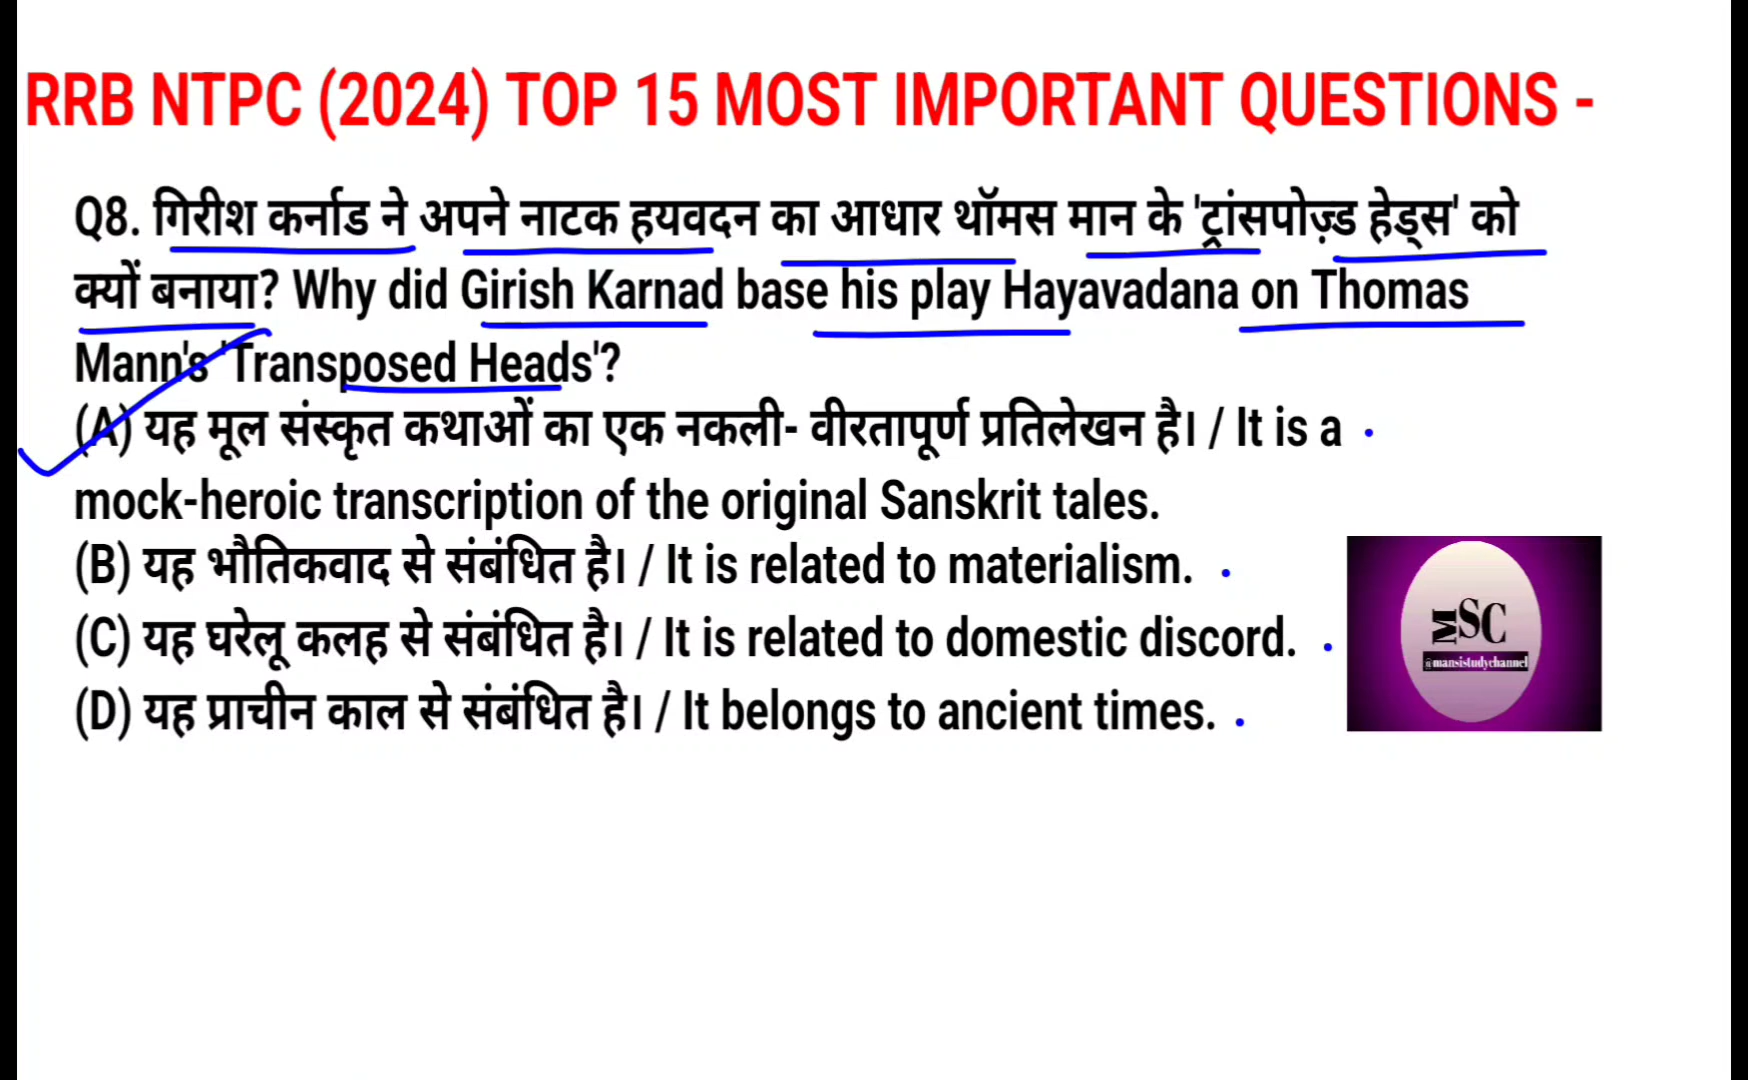 RRB NTPC (2024) TOP 15 MOST IMPORTANT QUESTIONS -
Q8. गिरीश कर्नाड ने अपने नाटक हयवदन का आधार थॉमस मान के 'ट्रांसपोज़्ड हेड्स' को
क्यों बनाया? Why did Girish Karnad base his play Hayavadana on Thomas
Mann's 'Transposed Heads'?
(A) यह मूल संस्कृत कथाओं का एक नकली- वीरतापूर्ण प्रतिलेखन है। / It is a
mock-heroic transcription of the original Sanskrit tales.
(B) यह भौतिकवाद से संबंधित है। / It is related to materialism.
(C) यह घरेलू कलह से संबंधित है। / It is related to domestic discord.
(D) यह प्राचीन काल से संबंधित है। / It belongs to ancient times.
MSC
@mansistudychannel